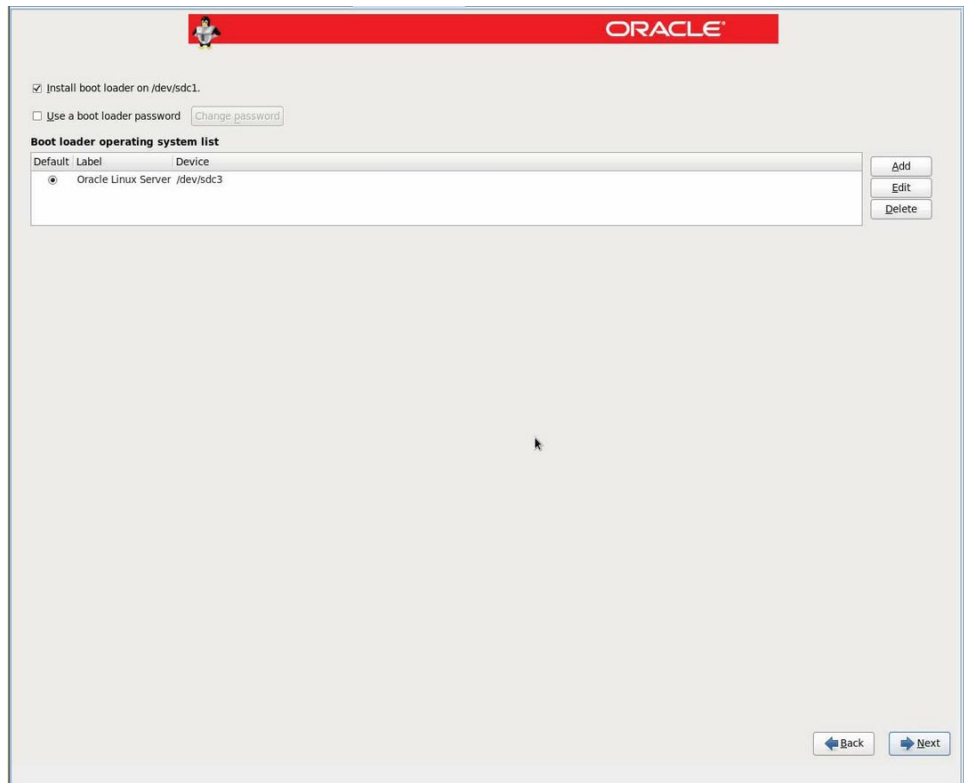 ORACLE®
Install boot loader on /dev/sdc1.
Use a boot loader password Change password
Boot loader operating system list
Default Label Device
Oracle Linux Server /dev/sdc3
Add
Edit
Delete
Back Next